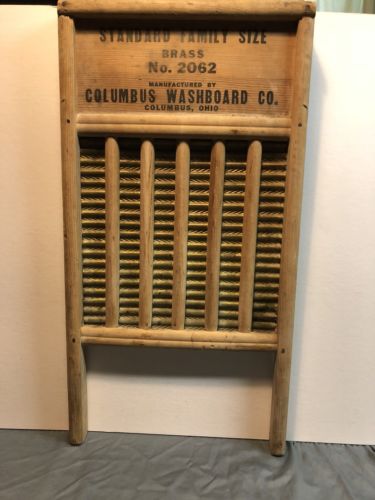 STANDARD FAMILY SIZE
BRASS
No. 2062
MANUFACTURED BY
COLUMBUS WASHBOARD CO.
COLUMBUS, OHIO